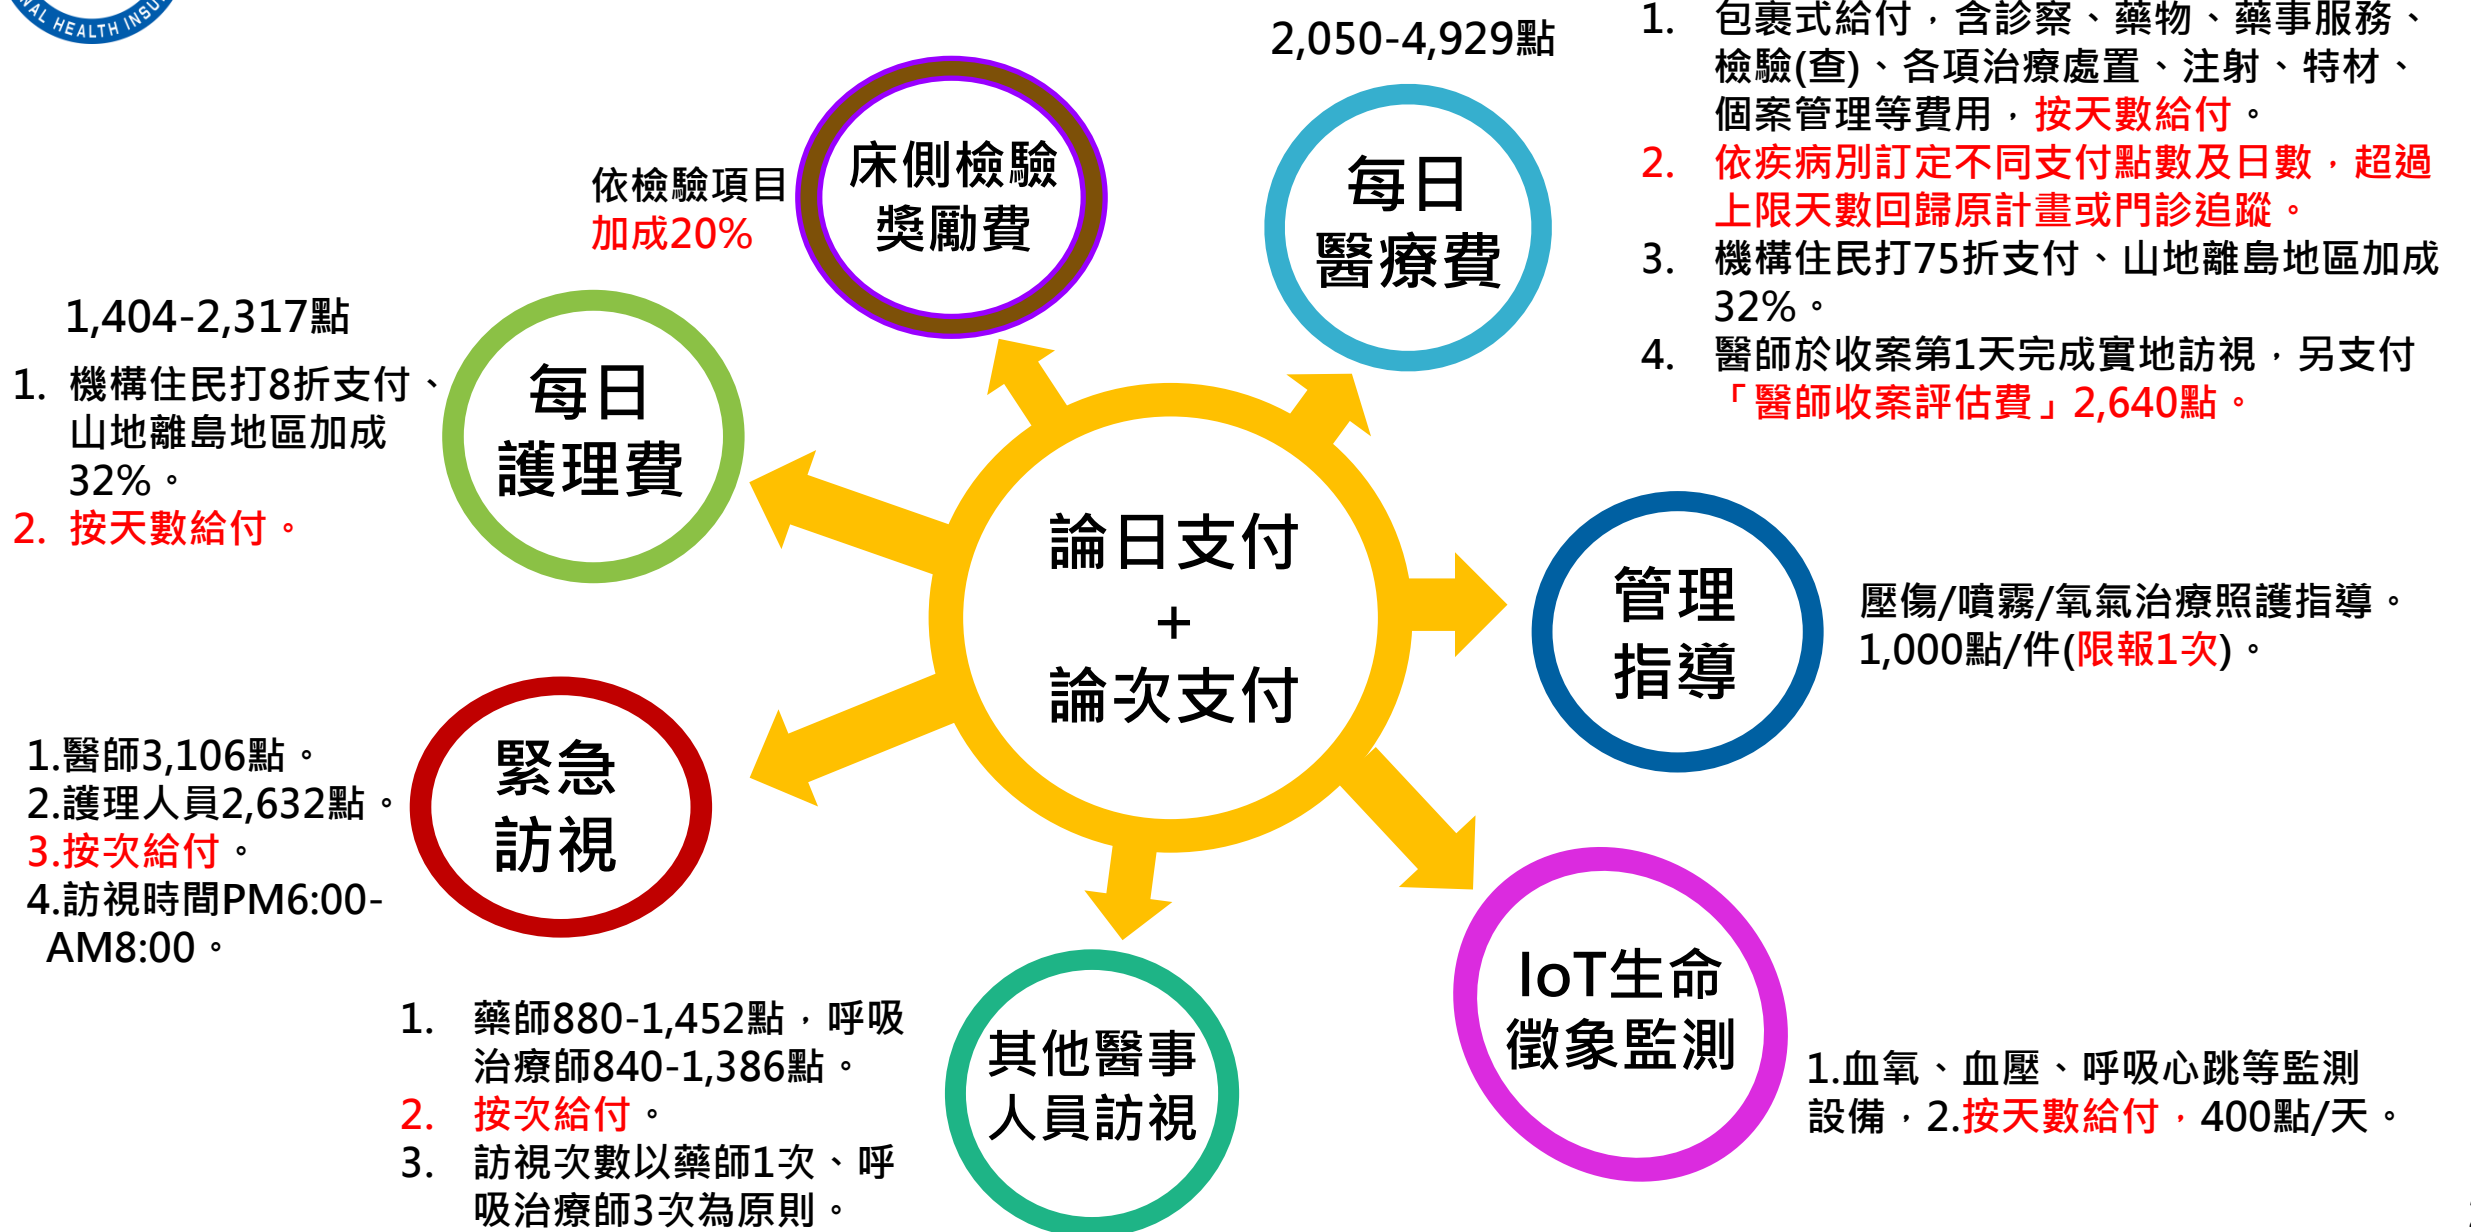 NAL HEALTH INSU
2,050-4,929點
1. 包裹式給付，含診察、藥物、藥事服務、
檢驗(查)、各項治療處置、注射、特材、
個案管理等費用，按天數給付。
2. 依疾病別訂定不同支付點數及日數，超過
上限天數回歸原計畫或門診追蹤。
3. 機構住民打75折支付、山地離島地區加成
32%。
4. 醫師於收案第1天完成實地訪視，另支付
「醫師收案評估費」2,640點。
每日
醫療費
床側檢驗
獎勵費
依檢驗項目
加成20%
1,404-2,317點
1. 機構住民打8折支付、
山地離島地區加成
32%。
2. 按天數給付。
每日
護理費
論日支付
+
論次支付
管理
指導
壓傷/噴霧/氧氣治療照護指導。
1,000點/件(限報1次)。
緊急
訪視
1.醫師3,106點。
2.護理人員2,632點。
3.按次給付。
4.訪視時間PM6:00-
AM8:00。
IoT生命
徵象監測
1.血氧、血壓、呼吸心跳等監測
設備，2.按天數給付，400點/天。
其他醫事
人員訪視
1. 藥師880-1,452點，呼吸
治療師840-1,386點。
2. 按次給付。
3. 訪視次數以藥師1次、呼
吸治療師3次為原則。